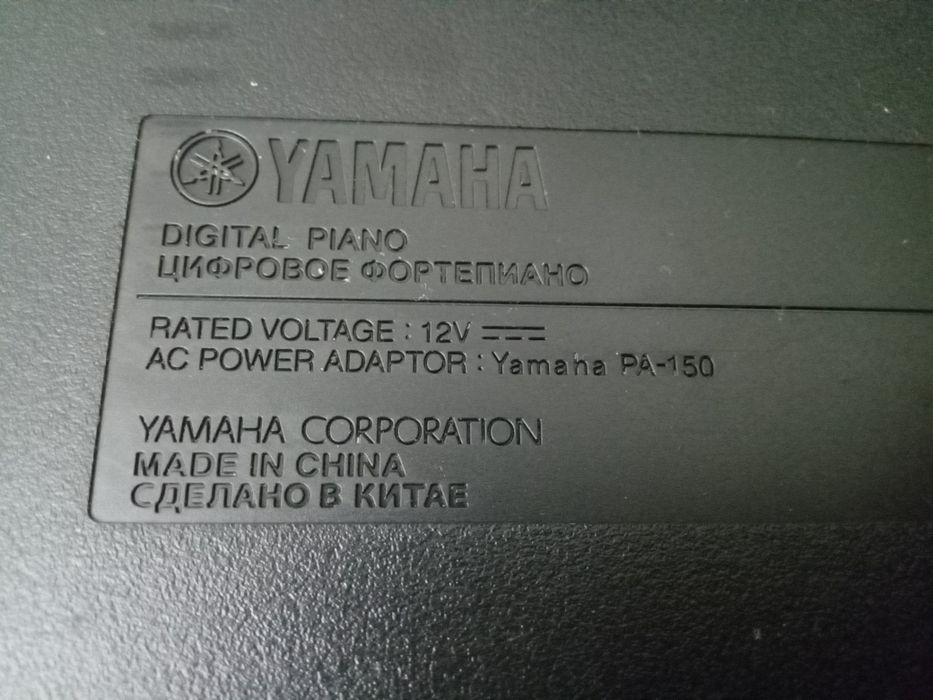 YAMAHA
DIGITAL PIANO
ЦИФРОВОЕ ФОРТЕПИАНО
RATED VOLTAGE : 12V ⎓
AC POWER ADAPTOR : Yamaha PA-150
YAMAHA CORPORATION
MADE IN CHINA
СДЕЛАНО В КИТАЕ